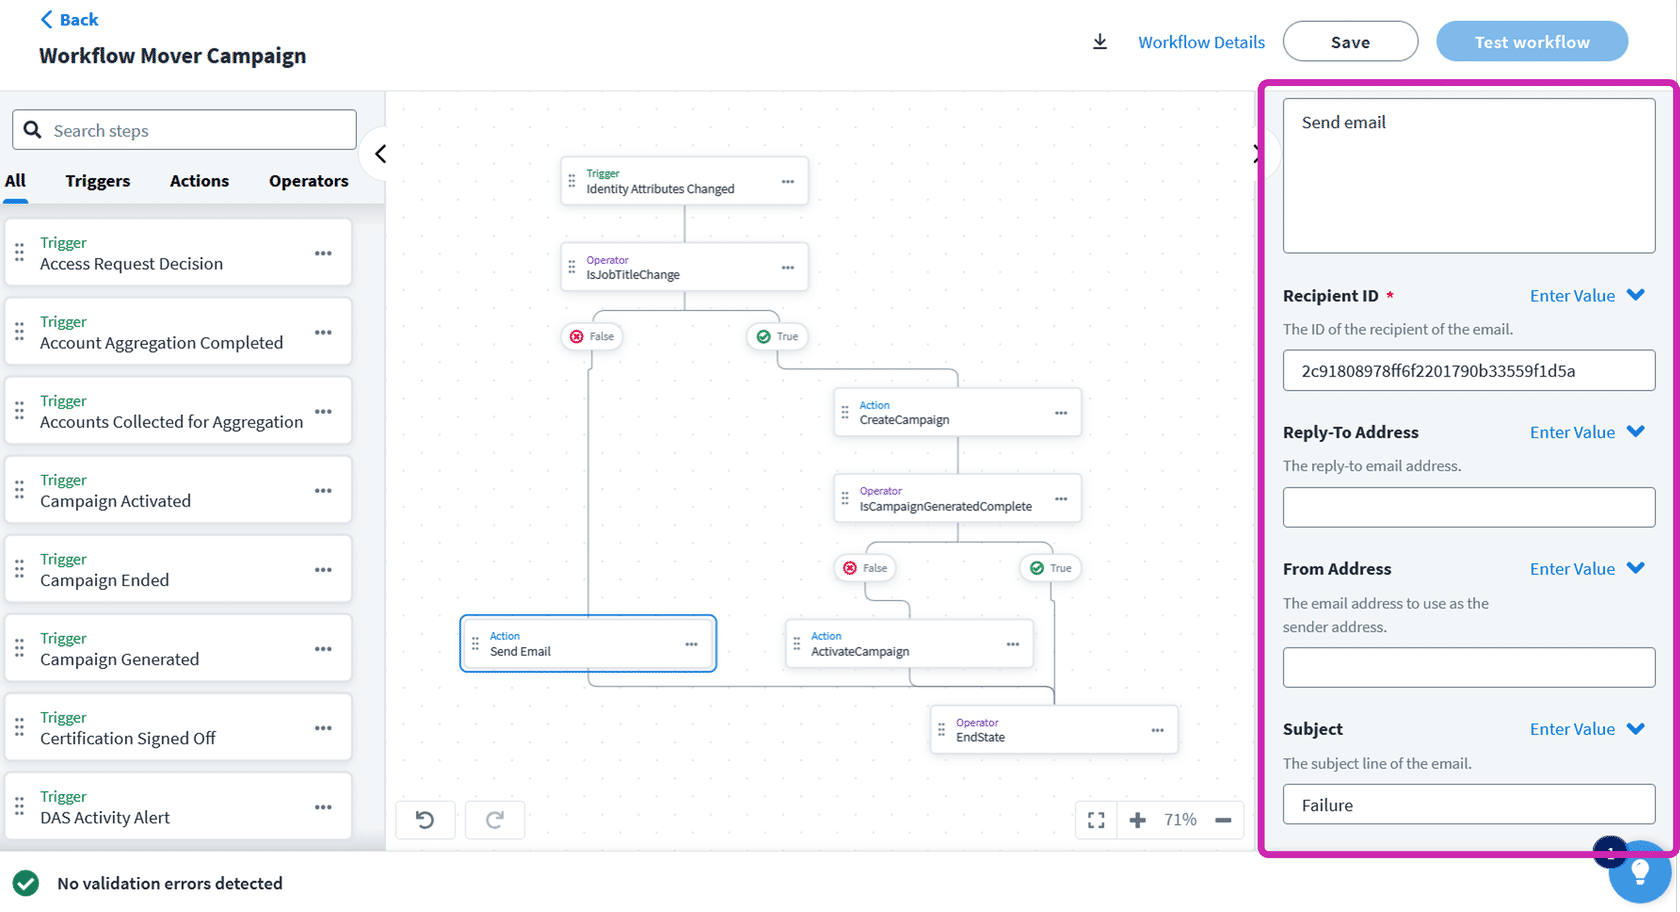 Back
Workflow Mover Campaign
Workflow Details
Save
Test workflow
Search steps
All
Triggers
Actions
Operators
Trigger
Access Request Decision
Trigger
Account Aggregation Completed
Trigger
Accounts Collected for Aggregation
Trigger
Campaign Activated
Trigger
Campaign Ended
Trigger
Campaign Generated
Trigger
Certification Signed Off
Trigger
DAS Activity Alert
Trigger
Identity Attributes Changed
Operator
IsJobTitleChange
False
True
Action
CreateCampaign
Operator
IsCampaignGeneratedComplete
False
True
Action
Send Email
Action
ActivateCampaign
Operator
EndState
71%
Send email
Recipient ID *
Enter Value
The ID of the recipient of the email.
2c91808978ff6f2201790b33559f1d5a
Reply-To Address
Enter Value
The reply-to email address.
From Address
Enter Value
The email address to use as the
sender address.
Subject
Enter Value
The subject line of the email.
Failure
No validation errors detected